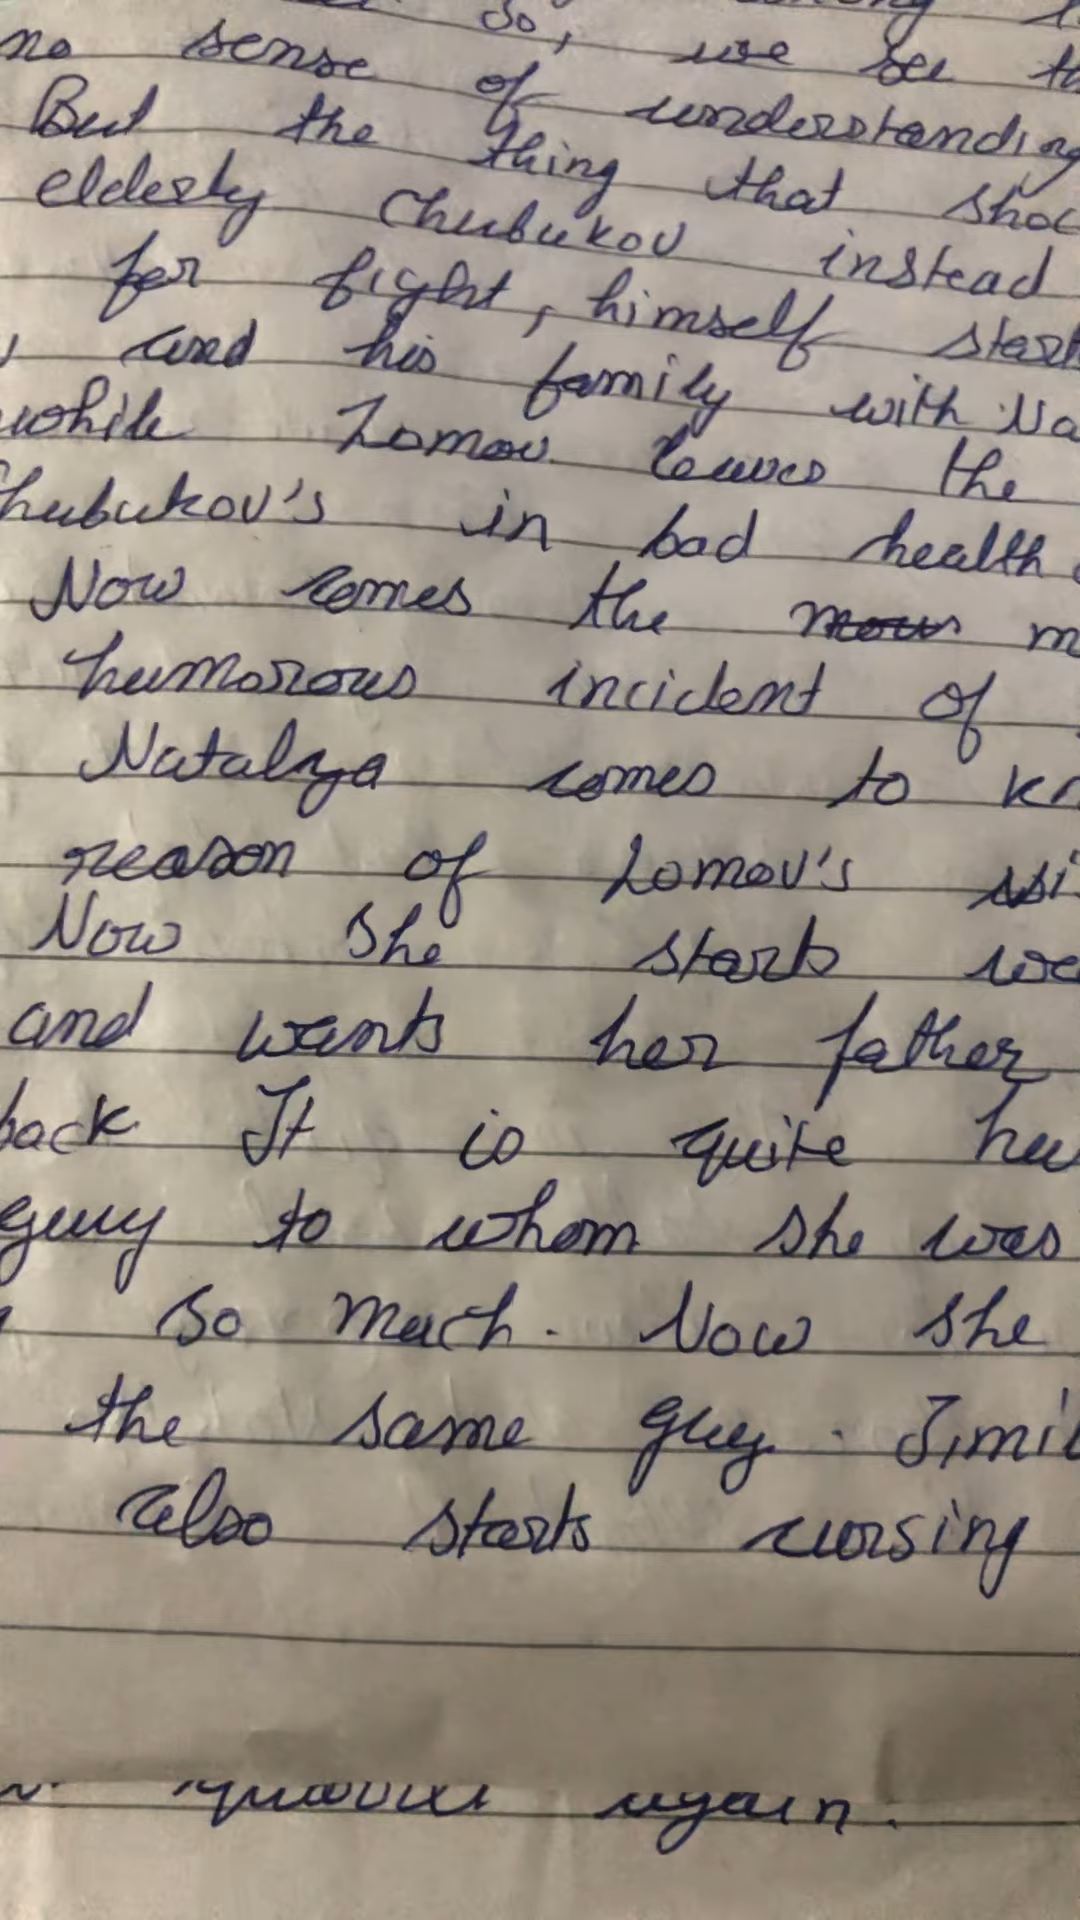 So, we see
no sense of understanding
But the thing that
elderly Chubukov instead
for fight, himself
and his family with
while Lomov leaves the
hubukov's in bad health
Now comes the
humorous incident of
Natalya comes to
reason of Lomov's
Now she starts
and wants her father
back It is quite
guy to whom she was
so much. Now she
the same guy.
also starts cursing
again.